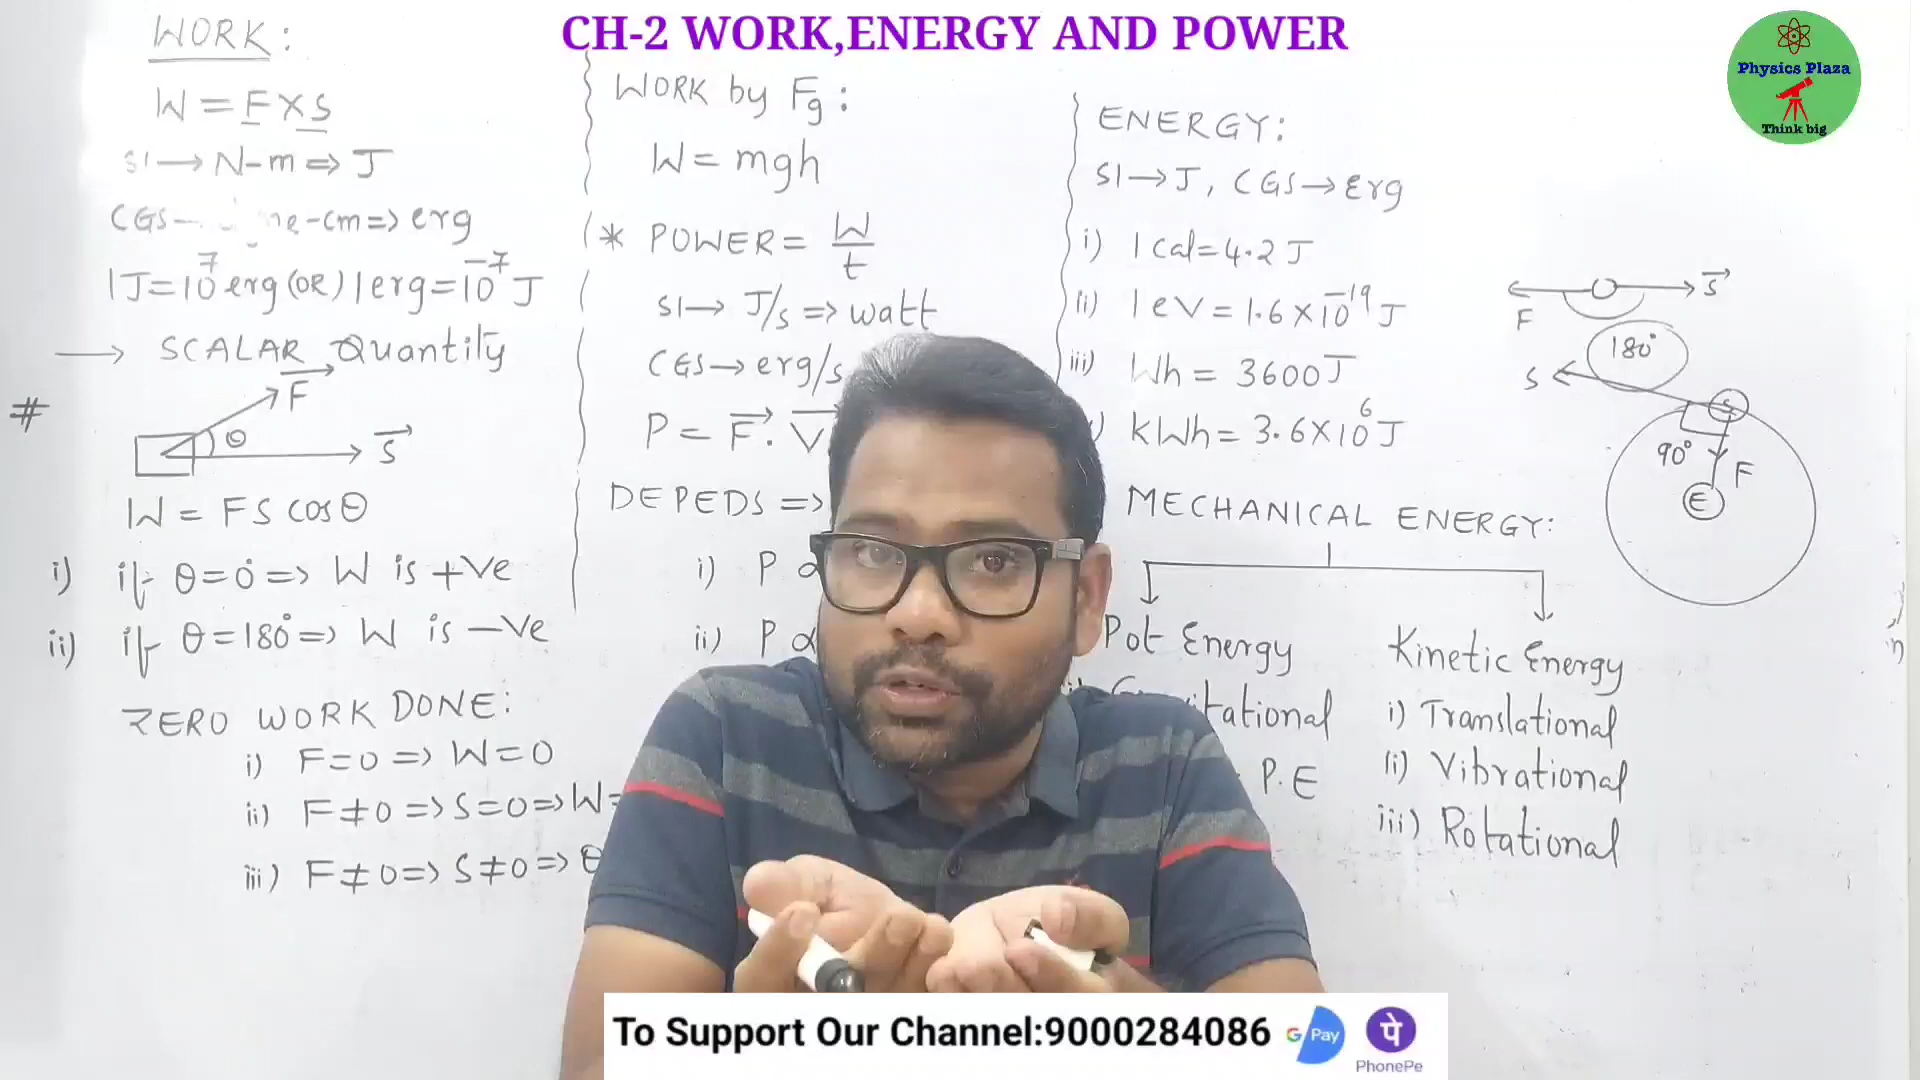 CH-2 WORK,ENERGY AND POWER
Physics Plaza
Think big
WORK:
W = F × S
SI → N-m ⇒ J
CGS → -cm ⇒ erg
1J = 10⁷ erg (OR) 1 erg = 10⁻⁷ J
→ SCALAR Quantity
#
F
θ
S
W = FS cosθ
i) if θ = 0° ⇒ W is +ve
ii) if θ = 180° ⇒ W is -ve
ZERO WORK DONE:
i) F = 0 ⇒ W = 0
ii) F ≠ 0 ⇒ S = 0 ⇒ W =
iii) F ≠ 0 ⇒ S ≠ 0 ⇒ θ
WORK by Fg:
W = mgh
* POWER = W/t
SI → J/s ⇒ watt
CGS → erg/s
P = F . V
DEPEDS ⇒
i) P α
ii) P α
ENERGY:
SI → J, CGS → Erg
i) 1 Cal = 4.2 J
ii) 1 eV = 1.6 × 10⁻¹⁹ J
iii) Wh = 3600 J
kWh = 3.6 × 10⁶ J
MECHANICAL ENERGY:
Pot Energy
P.E
Kinetic Energy
i) Translational
ii) Vibrational
iii) Rotational
F
S
180°
S
90°
F
E
To Support Our Channel:9000284086
G Pay
पे
PhonePe